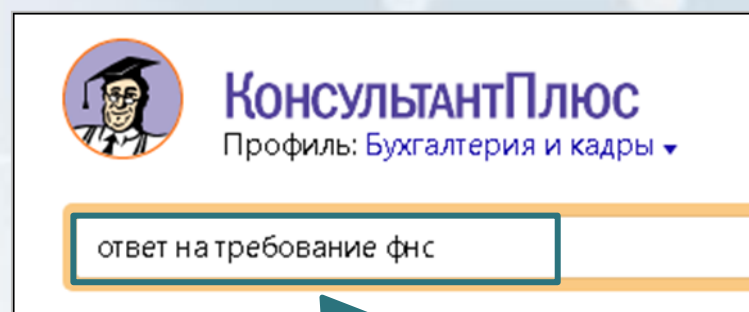 КонсультантПлюс
Профиль: Бухгалтерия и кадры
ответ на требование фнс